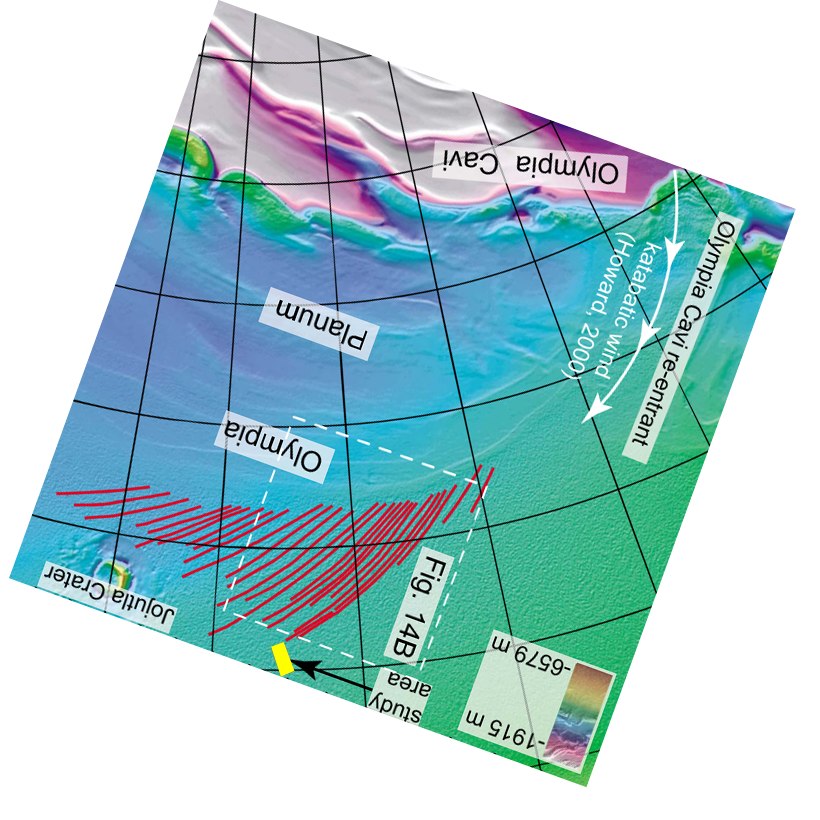 study
area
-1915 m
-6579 m
Fig. 14B
Jojutla Crater
Olympia
Planum
Olympia Cavi re-entrant
katabatic wind
(Howard, 2000)
Olympia Cavi